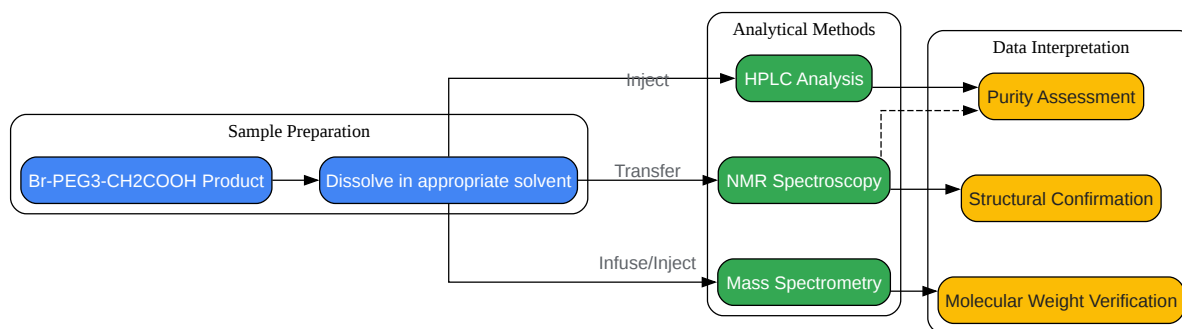 Sample Preparation
Br-PEG3-CH2COOH Product
Dissolve in appropriate solvent
Inject
Transfer
Infuse/Inject
Analytical Methods
HPLC Analysis
NMR Spectroscopy
Mass Spectrometry
Data Interpretation
Purity Assessment
Structural Confirmation
Molecular Weight Verification